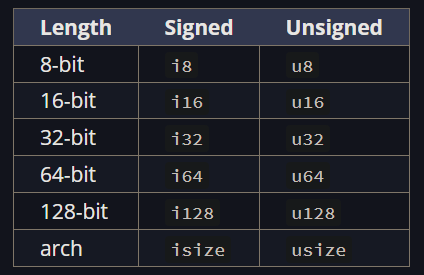 Length Signed Unsigned
8-bit i8 u8
16-bit i16 u16
32-bit i32 u32
64-bit i64 u64
128-bit i128 u128
arch isize usize